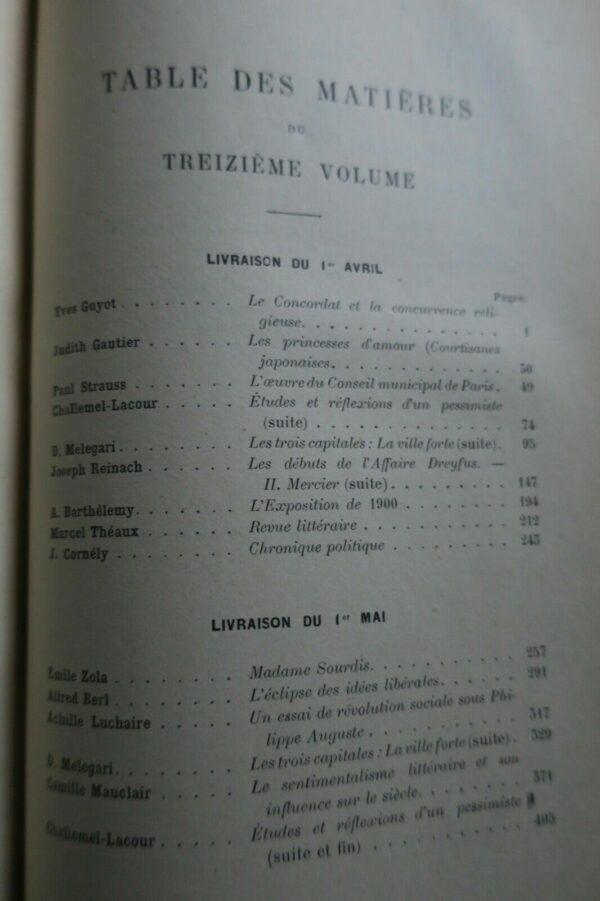 TABLE DES MATIÈRES
DU
TREIZIÈME VOLUME
LIVRAISON DU 1er AVRIL
Pages.
Yves Guyot . . . . . . . . Le Concordat et la concurrence reli-
gieuse. . . . . . . . . . . . . . . 1
Judith Gautier . . . . . . Les princesses d'amour (Courtisanes
japonaises. . . . . . . . . . . . . 30
Paul Strauss . . . . . . . L'œuvre du Conseil municipal de Paris. 49
Challemel-Lacour . . . . . Études et réflexions d'un pessimiste
(suite) . . . . . . . . . . . . . . 74
D. Melegari . . . . . . . . Les trois capitales : La ville forte (suite). 95
Joseph Reinach . . . . . . Les débuts de l'Affaire Dreyfus. —
II. Mercier (suite) . . . . . . . . 147
A. Barthélemy. . . . . . . L'Exposition de 1900 . . . . . . . . 194
Marcel Théaux . . . . . . Revue littéraire . . . . . . . . . . 212
J. Cornély . . . . . . . . Chronique politique . . . . . . . . . 243
LIVRAISON DU 1er MAI
Émile Zola . . . . . . . . Madame Sourdis. . . . . . . . . . . 257
Alfred Berl . . . . . . . . L'éclipse des idées libérales. . . . . . 291
Achille Luchaire . . . . . Un essai de révolution sociale sous Phi-
lippe Auguste . . . . . . . . . . . 317
D. Melegari. . . . . . . . Les trois capitales : La ville forte (suite). 329
Camille Mauclair . . . . . Le sentimentalisme littéraire et son
influence sur le siècle. . . . . . . . 371
Challemel-Lacour . . . . . Études et réflexions d'un pessimiste
(suite et fin) . . . . . . . . . . . 405